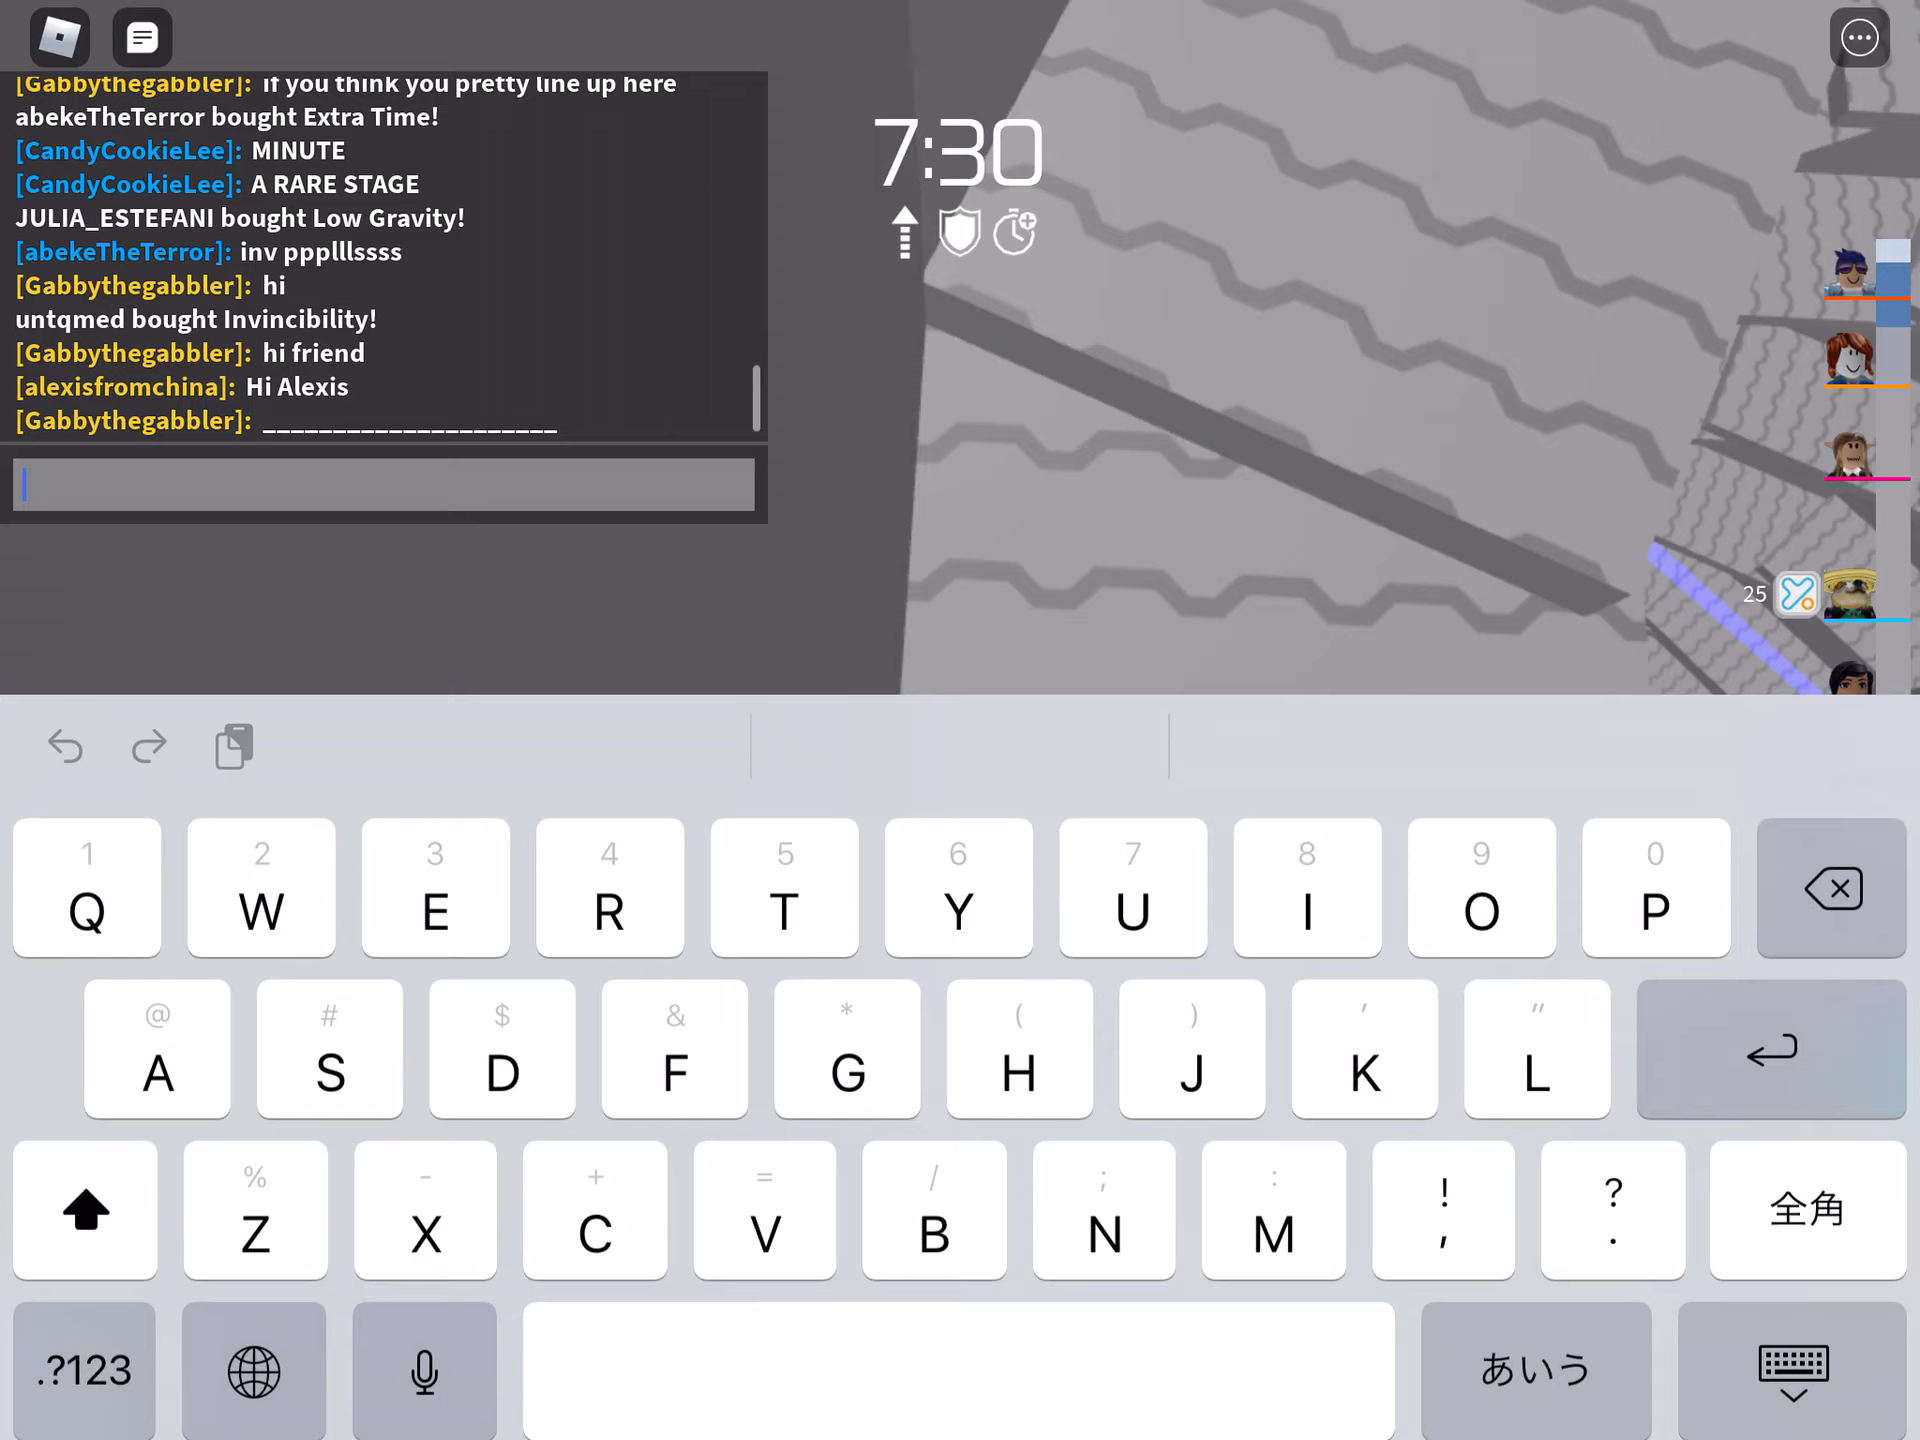 [Gabbythegabbler]: if you think you pretty line up here
abekeTheTerror bought Extra Time!
[CandyCookieLee]: MINUTE
[CandyCookieLee]: A RARE STAGE
JULIA_ESTEFANI bought Low Gravity!
[abekeTheTerror]: inv ppplllssss
[Gabbythegabbler]: hi
untqmed bought Invincibility!
[Gabbythegabbler]: hi friend
[alexisfromchina]: Hi Alexis
[Gabbythegabbler]: _____________________
7:30
25
1 2 3 4 5 6 7 8 9 0
Q W E R T Y U I O P
@ # $ & * ( ) ' "
A S D F G H J K L
% - + = / ; : ! ?
Z X C V B N M , . 全角
.?123 あいう